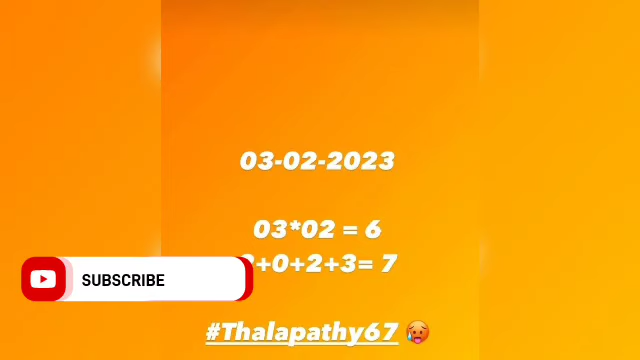 03-02-2023
03*02 = 6
+0+2+3= 7
SUBSCRIBE
#Thalapathy67 🥵